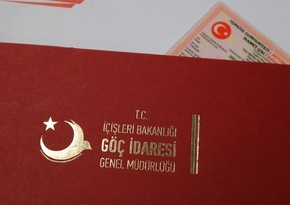 T.C.
İÇİŞLERİ BAKANLIĞI
GÖÇ İDARESİ
GENEL MÜDÜRLÜĞÜ